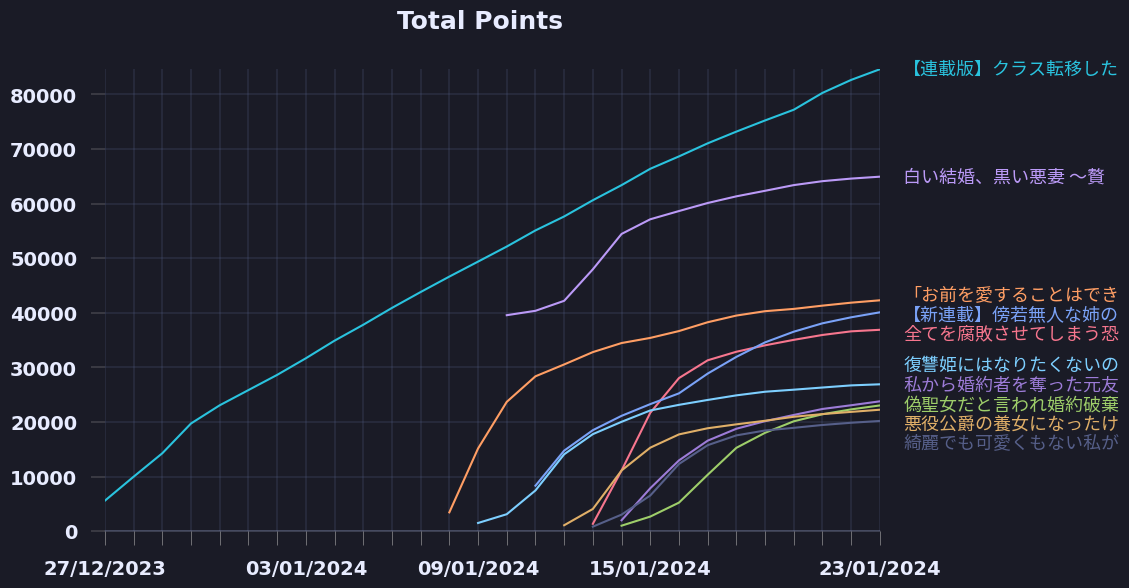 Total Points
80000
70000
60000
50000
40000
30000
20000
10000
0
27/12/2023
03/01/2024
09/01/2024
15/01/2024
23/01/2024
【連載版】クラス転移した
白い結婚、黒い悪妻 ～贅
「お前を愛することはでき
【新連載】傍若無人な姉の
全てを腐敗させてしまう恐
復讐姫にはなりたくないの
私から婚約者を奪った元友
偽聖女だと言われ婚約破棄
悪役公爵の養女になったけ
綺麗でも可愛くもない私が